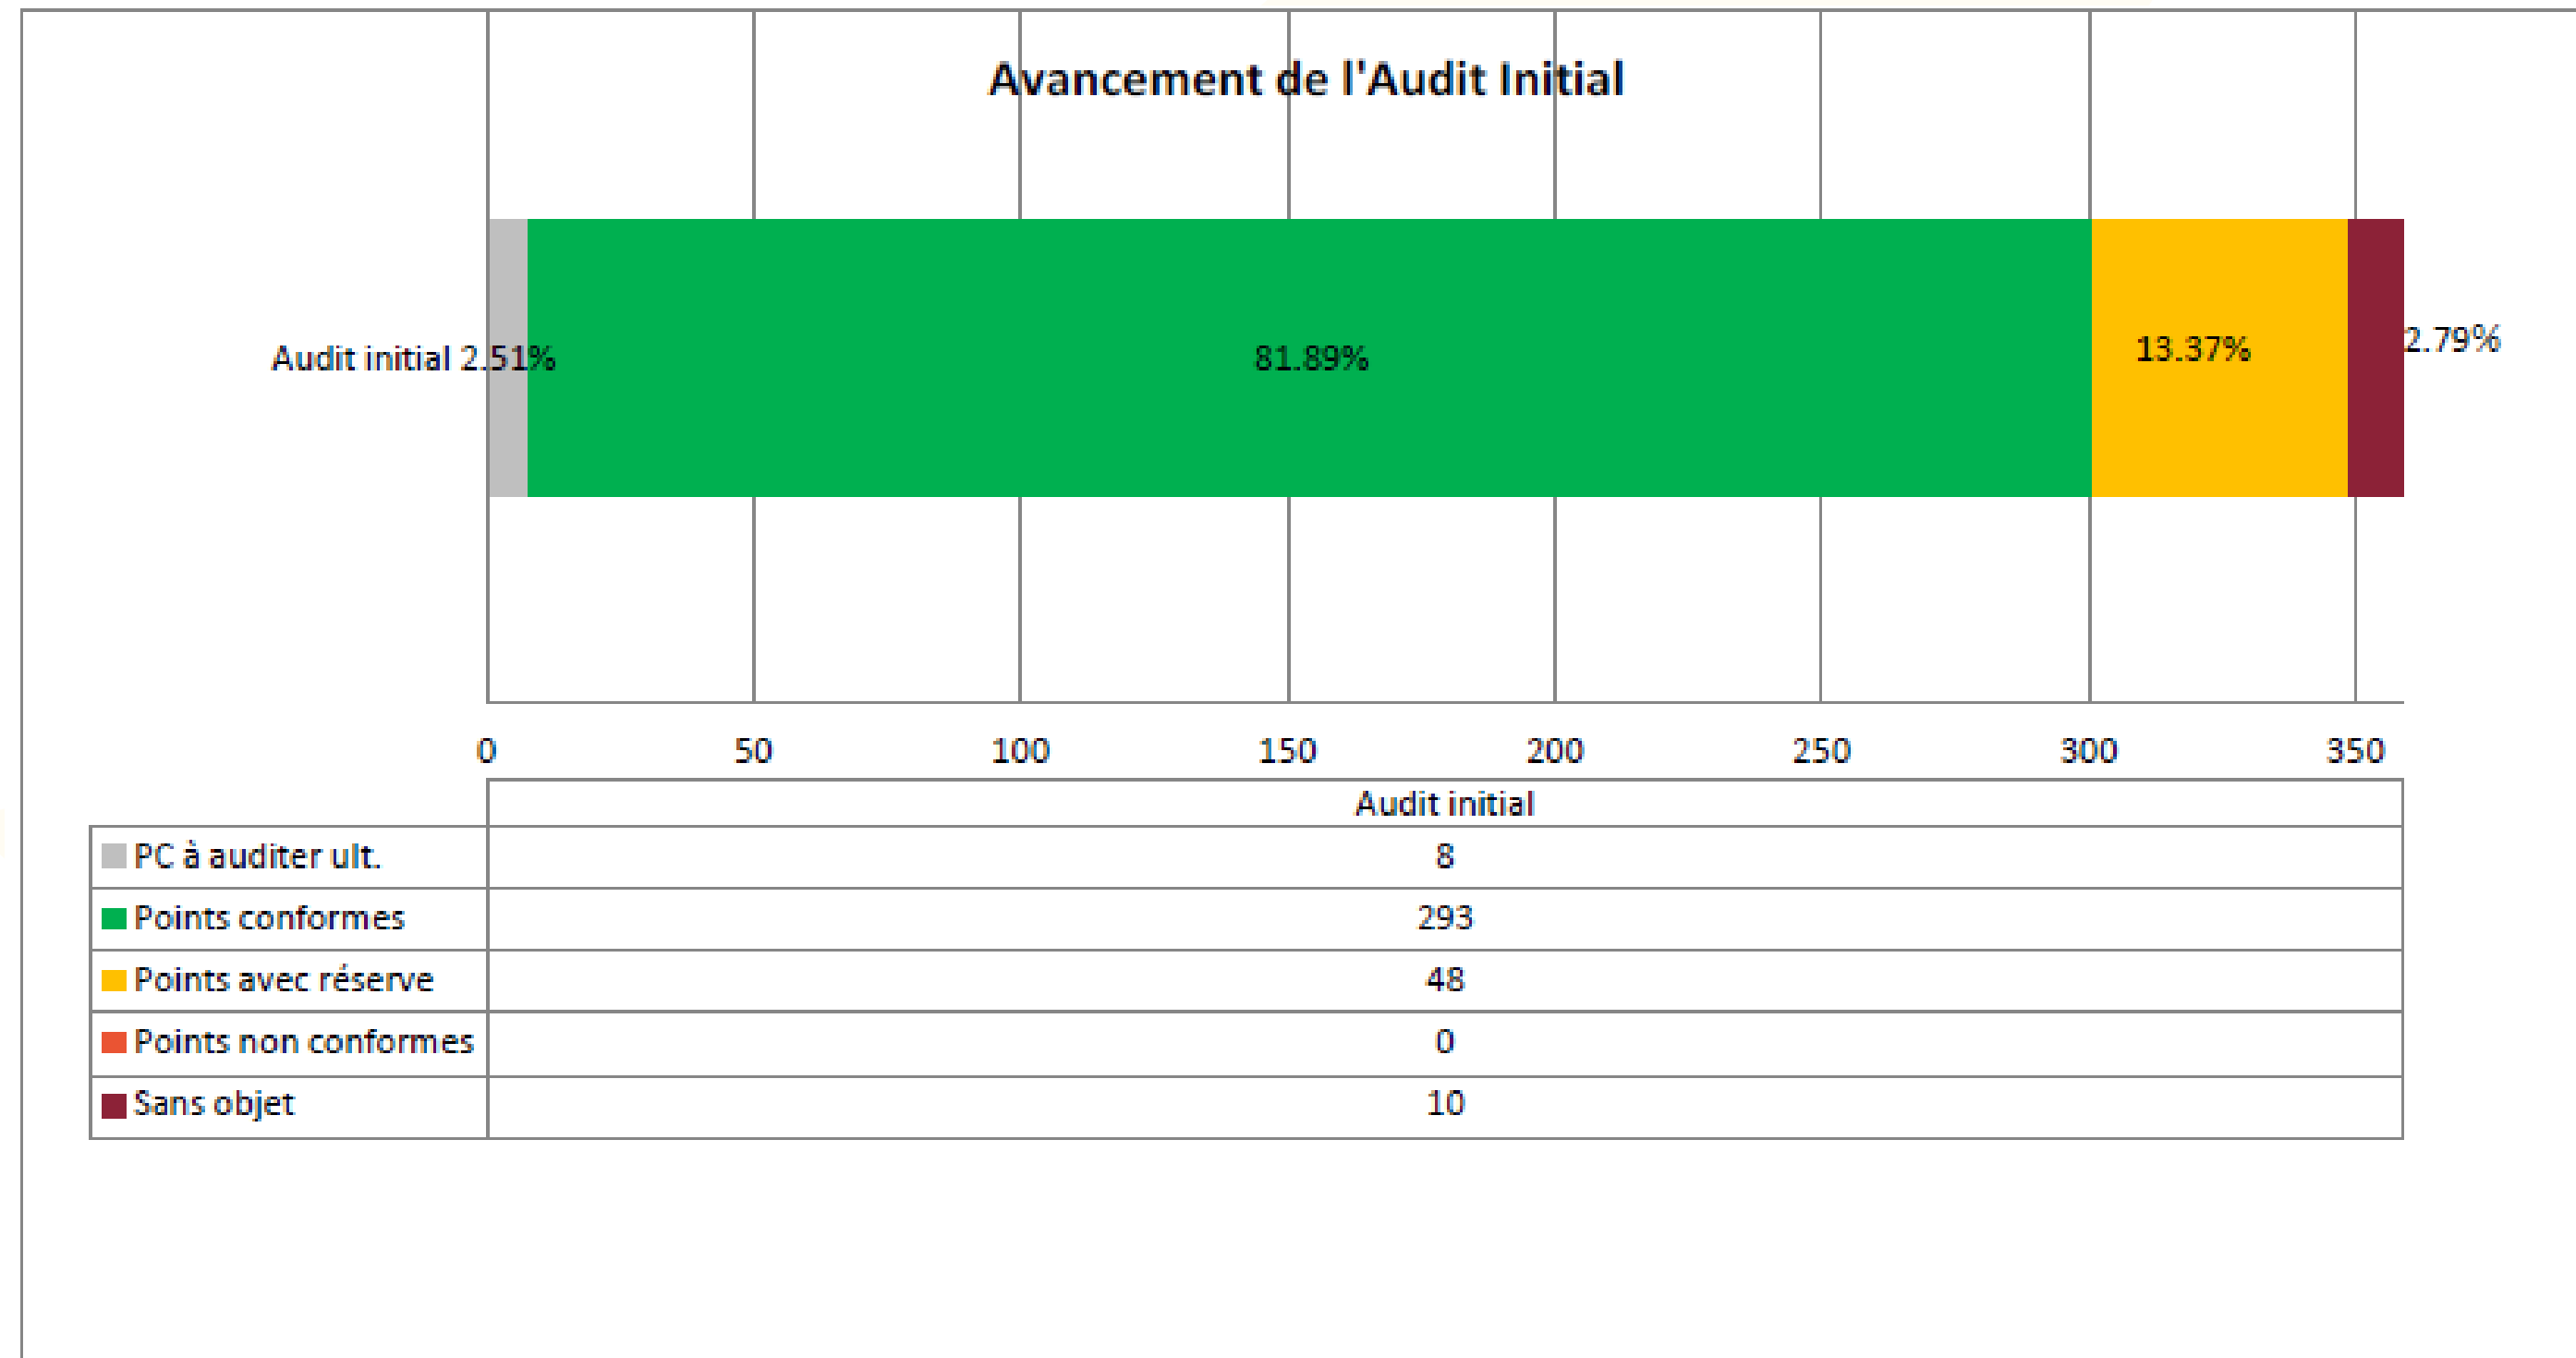 Avancement de l'Audit Initial
Audit initial 2.51% 81.89% 13.37% 2.79%
0 50 100 150 200 250 300 350
Audit initial
PC à auditer ult. 8
Points conformes 293
Points avec réserve 48
Points non conformes 0
Sans objet 10